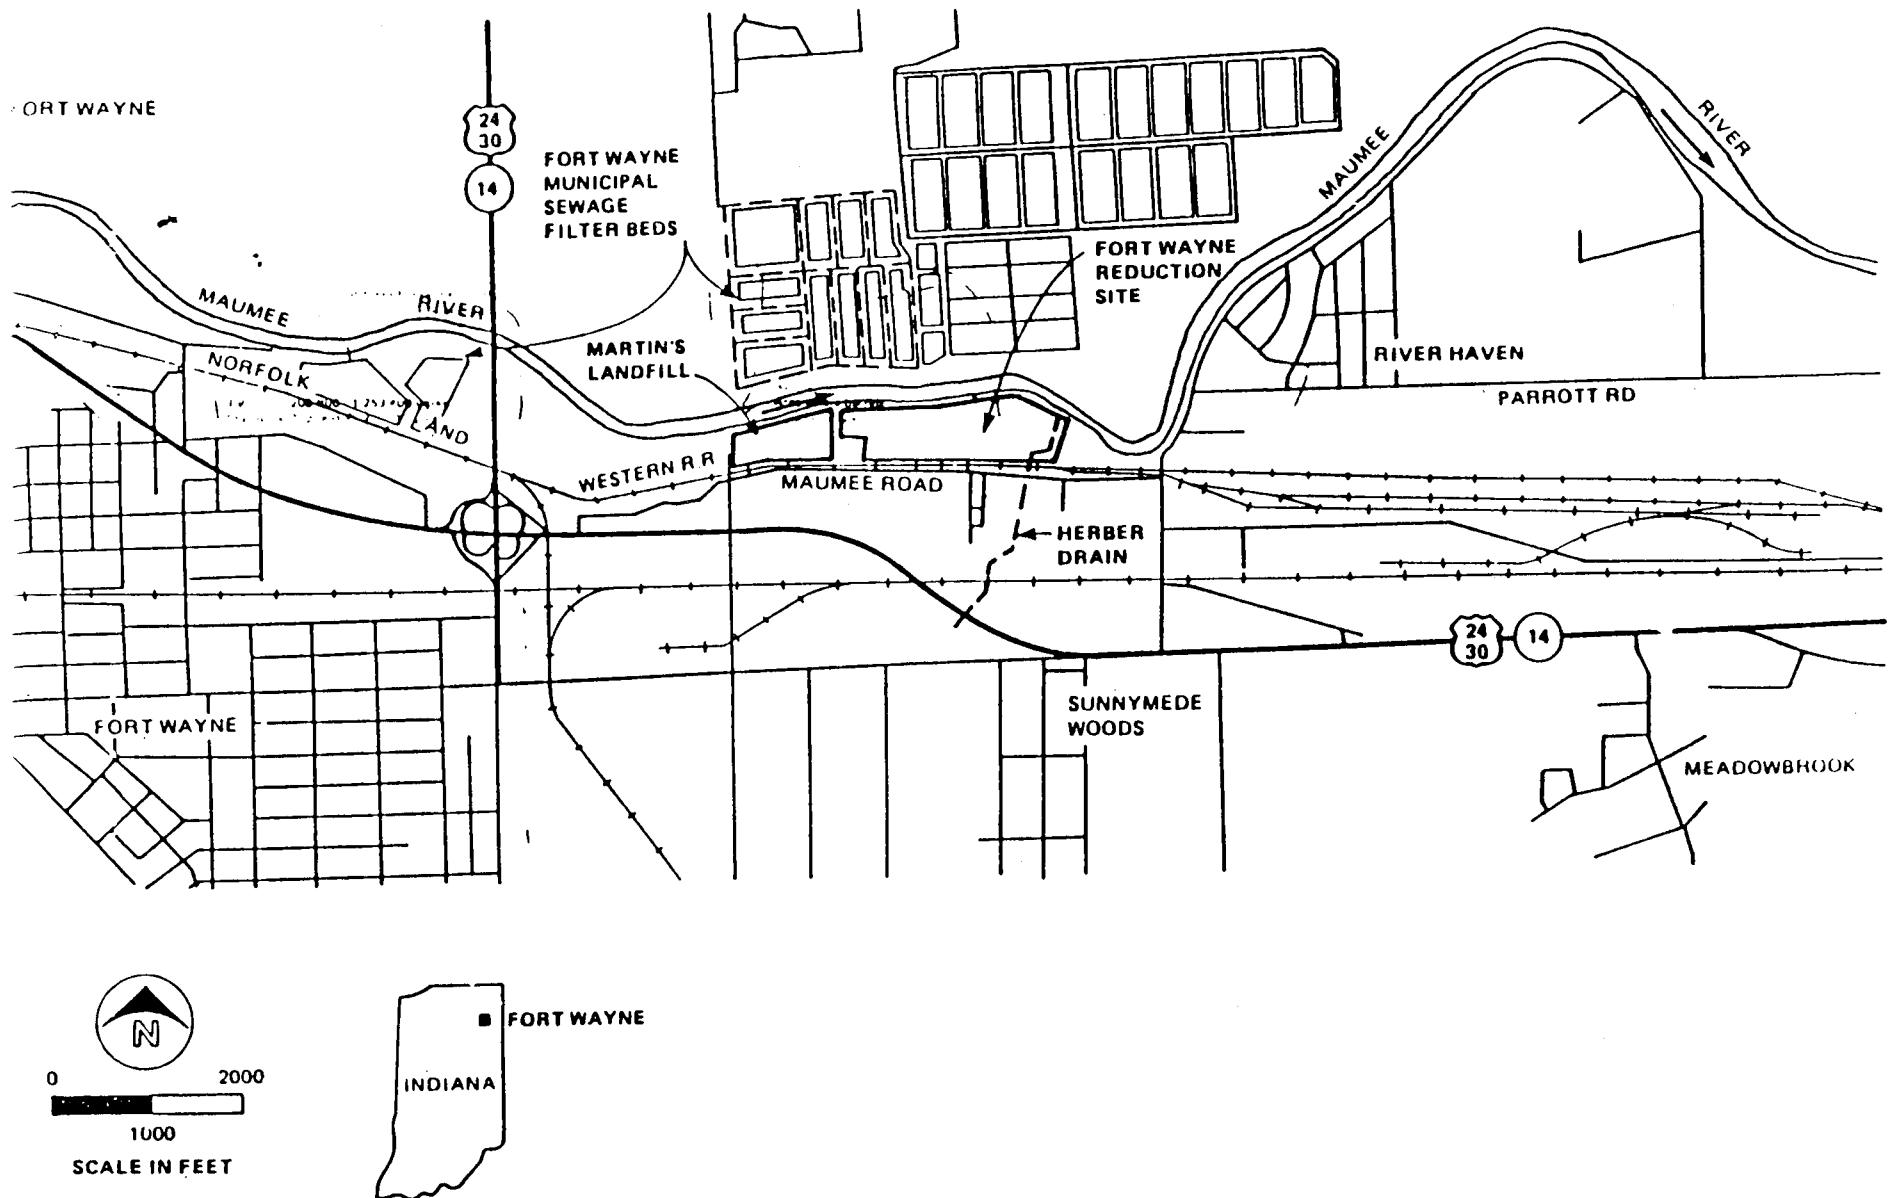 ORT WAYNE
24
30
14
FORT WAYNE
MUNICIPAL
SEWAGE
FILTER BEDS
MAUMEE
RIVER
FORT WAYNE
REDUCTION
SITE
MAUMEE
RIVER
MARTIN'S
LANDFILL
RIVER HAVEN
PARROTT RD
NORFOLK
LAND
WESTERN R.R
MAUMEE ROAD
HERBER
DRAIN
24
30
14
SUNNYMEDE
WOODS
FORT WAYNE
MEADOWBROOK
N
0
2000
1000
SCALE IN FEET
FORT WAYNE
INDIANA